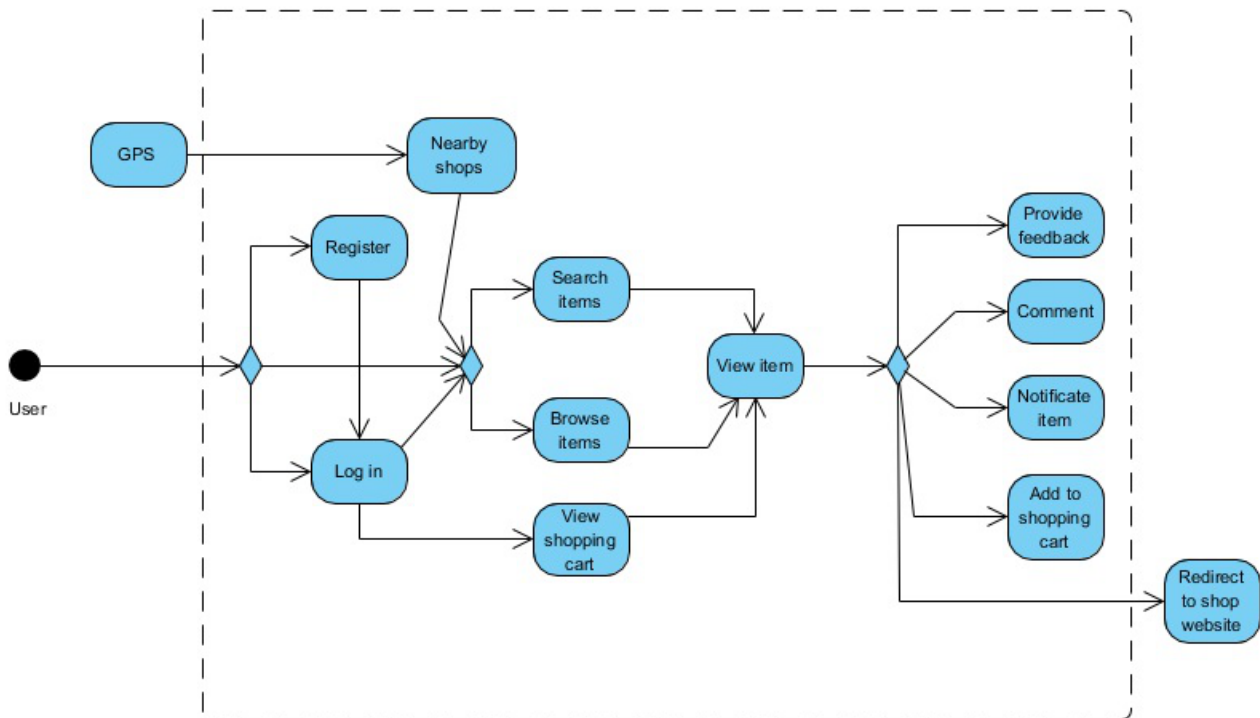 GPS
Nearby
shops
Register
User
Log in
Search
items
Browse
items
View
shopping
cart
View item
Provide
feedback
Comment
Notificate
item
Add to
shopping
cart
Redirect
to shop
website